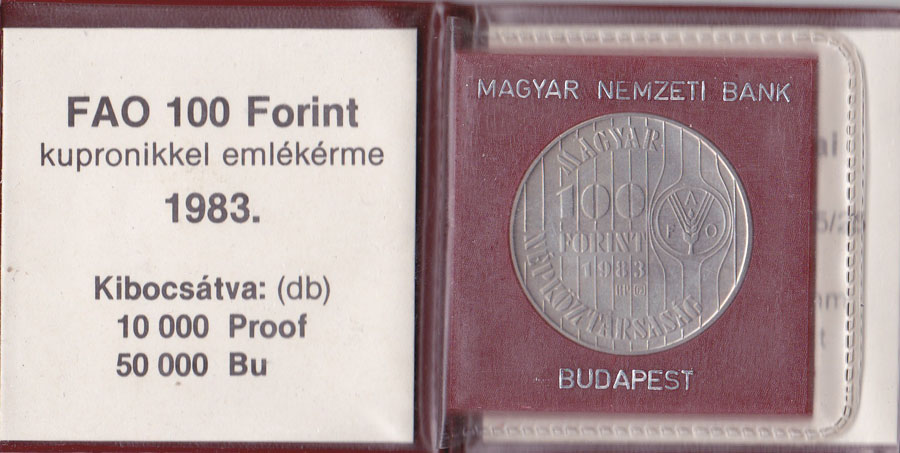 FAO 100 Forint
kupronikkel emlékérme
1983.
Kibocsátva: (db)
10 000 Proof
50 000 Bu
MAGYAR NEMZETI BANK
MAGYAR
100
FORINT
1983
BP.
NÉPKÖZTÁRSASÁG
F A O
BUDAPEST